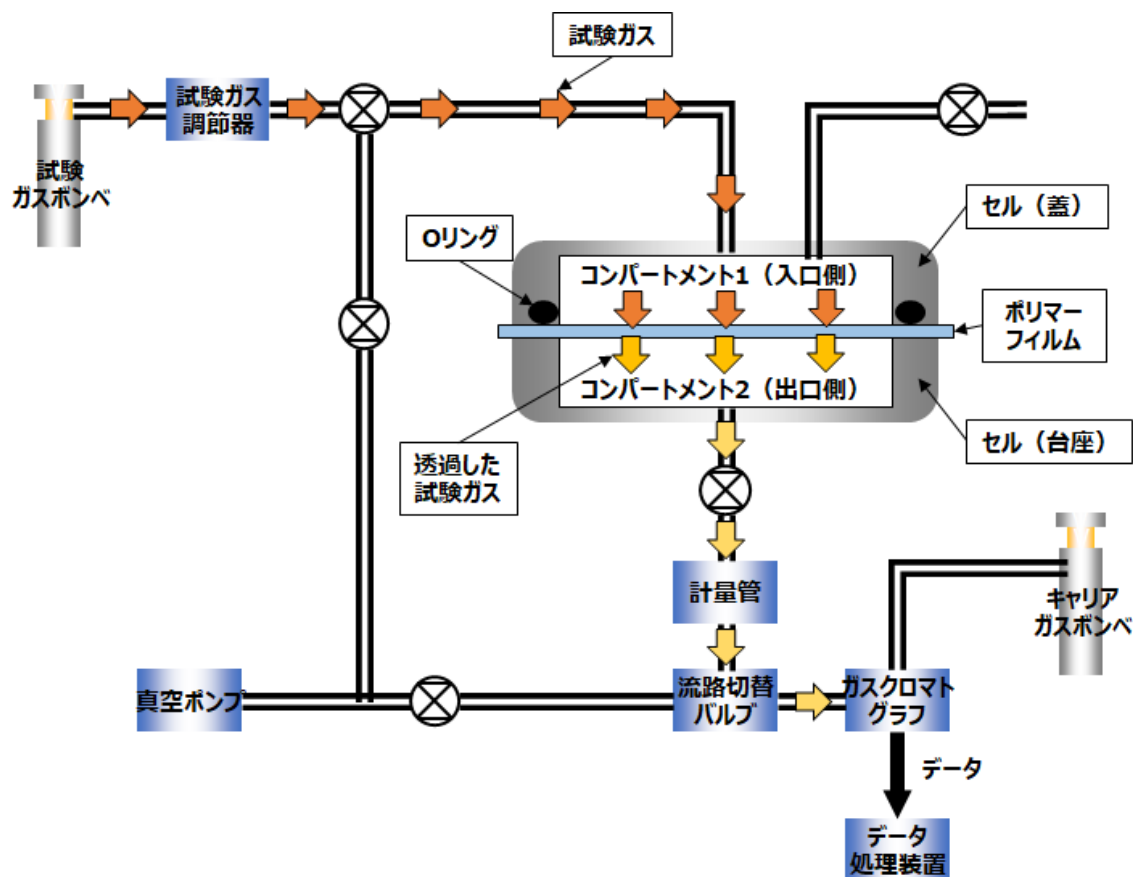 試験ガス
試験ガス
調節器
試験
ガスボンベ
Oリング
セル（蓋）
コンパートメント1（入口側）
ポリマー
フィルム
コンパートメント2（出口側）
セル（台座）
透過した
試験ガス
計量管
キャリア
ガスボンベ
真空ポンプ
流路切替
バルブ
ガスクロマト
グラフ
データ
データ
処理装置